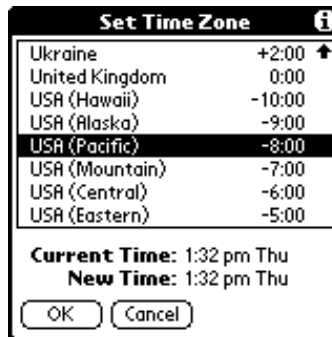 Set Time Zone i
Ukraine +2:00
United Kingdom 0:00
USA (Hawaii) -10:00
USA (Alaska) -9:00
USA (Pacific) -8:00
USA (Mountain) -7:00
USA (Central) -6:00
USA (Eastern) -5:00
Current Time: 1:32 pm Thu
New Time: 1:32 pm Thu
OK Cancel